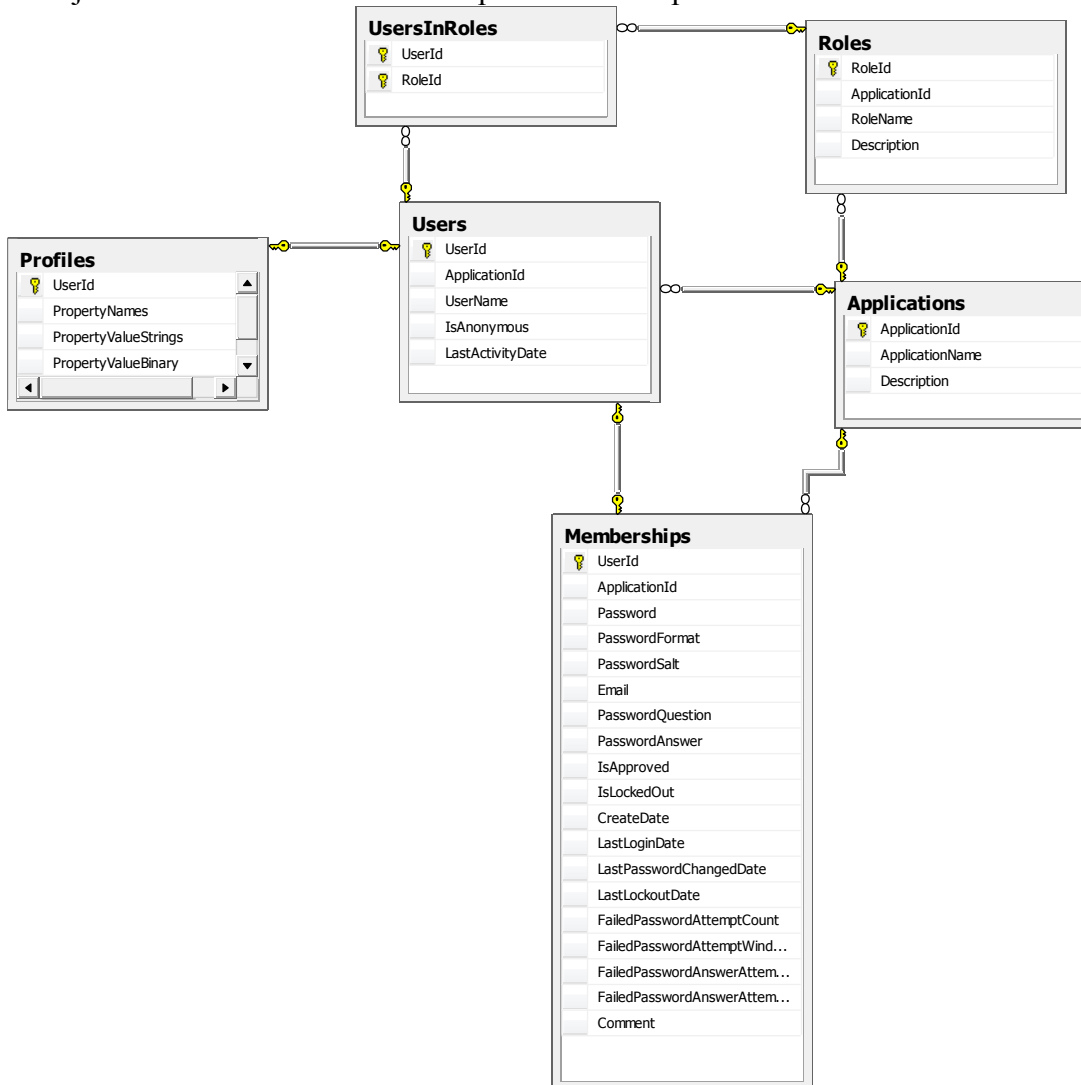 UsersInRoles
UserId
RoleId
Roles
RoleId
ApplicationId
RoleName
Description
Users
UserId
ApplicationId
UserName
IsAnonymous
LastActivityDate
Profiles
UserId
PropertyNames
PropertyValueStrings
PropertyValueBinary
Applications
ApplicationId
ApplicationName
Description
Memberships
UserId
ApplicationId
Password
PasswordFormat
PasswordSalt
Email
PasswordQuestion
PasswordAnswer
IsApproved
IsLockedOut
CreateDate
LastLoginDate
LastPasswordChangedDate
LastLockoutDate
FailedPasswordAttemptCount
FailedPasswordAttemptWind...
FailedPasswordAnswerAttem...
FailedPasswordAnswerAttem...
Comment